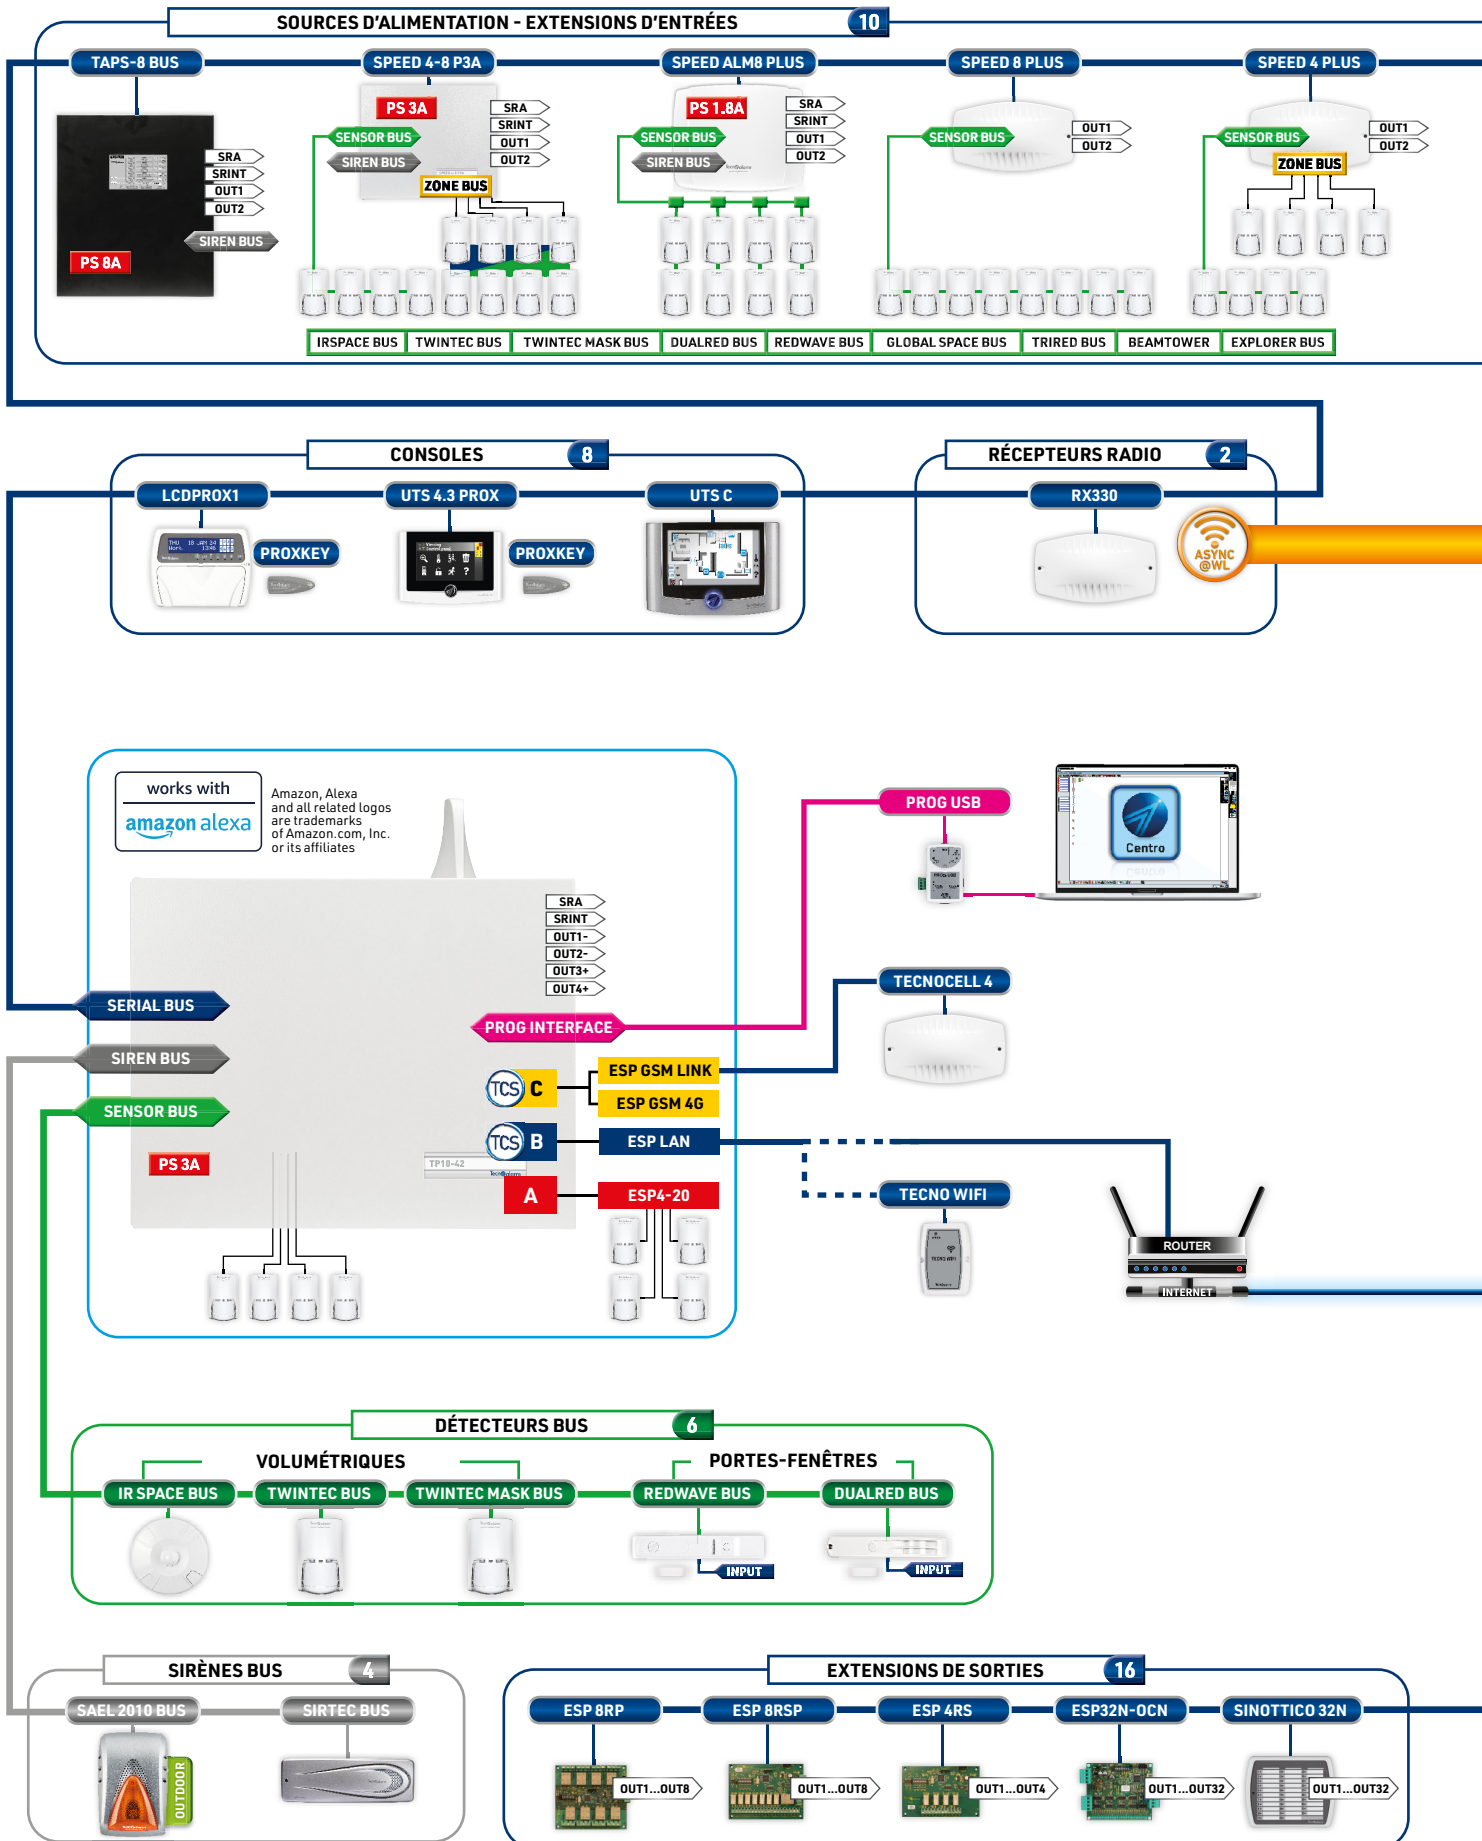 SOURCES D'ALIMENTATION - EXTENSIONS D'ENTRÉES 10
TAPS-8 BUS
SPEED 4-8 P3A
SPEED ALM8 PLUS
SPEED 8 PLUS
SPEED 4 PLUS
SRA
SRINT
OUT1
OUT2
SIREN BUS
PS 8A
PS 3A
SENSOR BUS
SIREN BUS
ZONE BUS
SRA
SRINT
OUT1
OUT2
PS 1.8A
SENSOR BUS
SIREN BUS
SRA
SRINT
OUT1
OUT2
SENSOR BUS
OUT1
OUT2
SENSOR BUS
ZONE BUS
OUT1
OUT2
IRSPACE BUS
TWINTEC BUS
TWINTEC MASK BUS
DUALRED BUS
REDWAVE BUS
GLOBAL SPACE BUS
TRIRED BUS
BEAMTOWER
EXPLORER BUS
CONSOLES 8
LCDPROX1
UTS 4.3 PROX
UTS C
PROXKEY
PROXKEY
RÉCEPTEURS RADIO 2
RX330
ASYNC
@WL
works with
amazon alexa
Amazon, Alexa
and all related logos
are trademarks
of Amazon.com, Inc.
or its affiliates
SRA
SRINT
OUT1-
OUT2-
OUT3+
OUT4+
SERIAL BUS
SIREN BUS
SENSOR BUS
PS 3A
PROG INTERFACE
TCS C
ESP GSM LINK
ESP GSM 4G
TCS B
ESP LAN
TP10-42
A
ESP4-20
PROG USB
Centro
TECNOCELL 4
TECNO WIFI
TECNO WIFI
ROUTER
INTERNET
DÉTECTEURS BUS 6
VOLUMÉTRIQUES
PORTES-FENÊTRES
IR SPACE BUS
TWINTEC BUS
TWINTEC MASK BUS
REDWAVE BUS
DUALRED BUS
INPUT
INPUT
SIRÈNES BUS 4
SAEL 2010 BUS
SIRTEC BUS
OUTDOOR
EXTENSIONS DE SORTIES 16
ESP 8RP
ESP 8RSP
ESP 4RS
ESP32N-OCN
SINOTTICO 32N
OUT1...OUT8
OUT1...OUT8
OUT1...OUT4
OUT1...OUT32
OUT1...OUT32